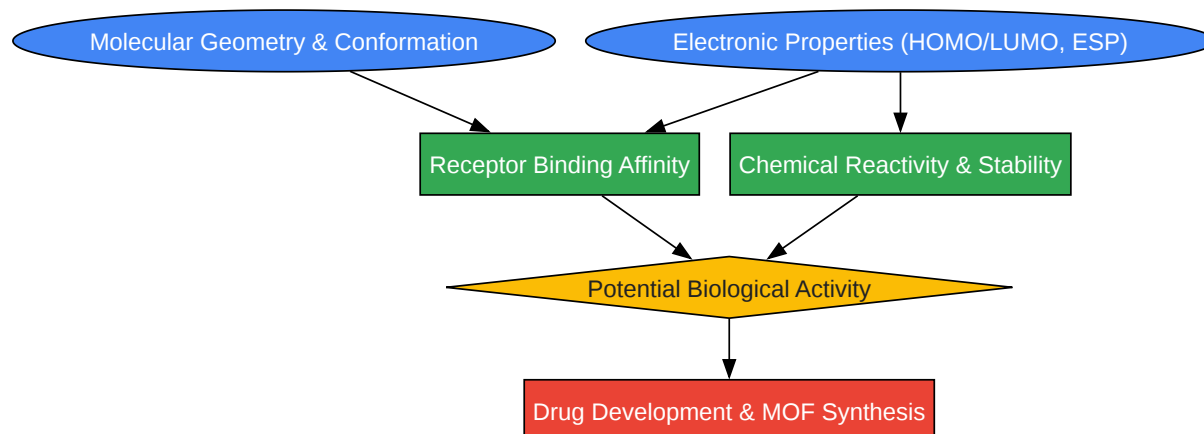 Molecular Geometry & Conformation
Electronic Properties (HOMO/LUMO, ESP)
Receptor Binding Affinity
Chemical Reactivity & Stability
Potential Biological Activity
Drug Development & MOF Synthesis